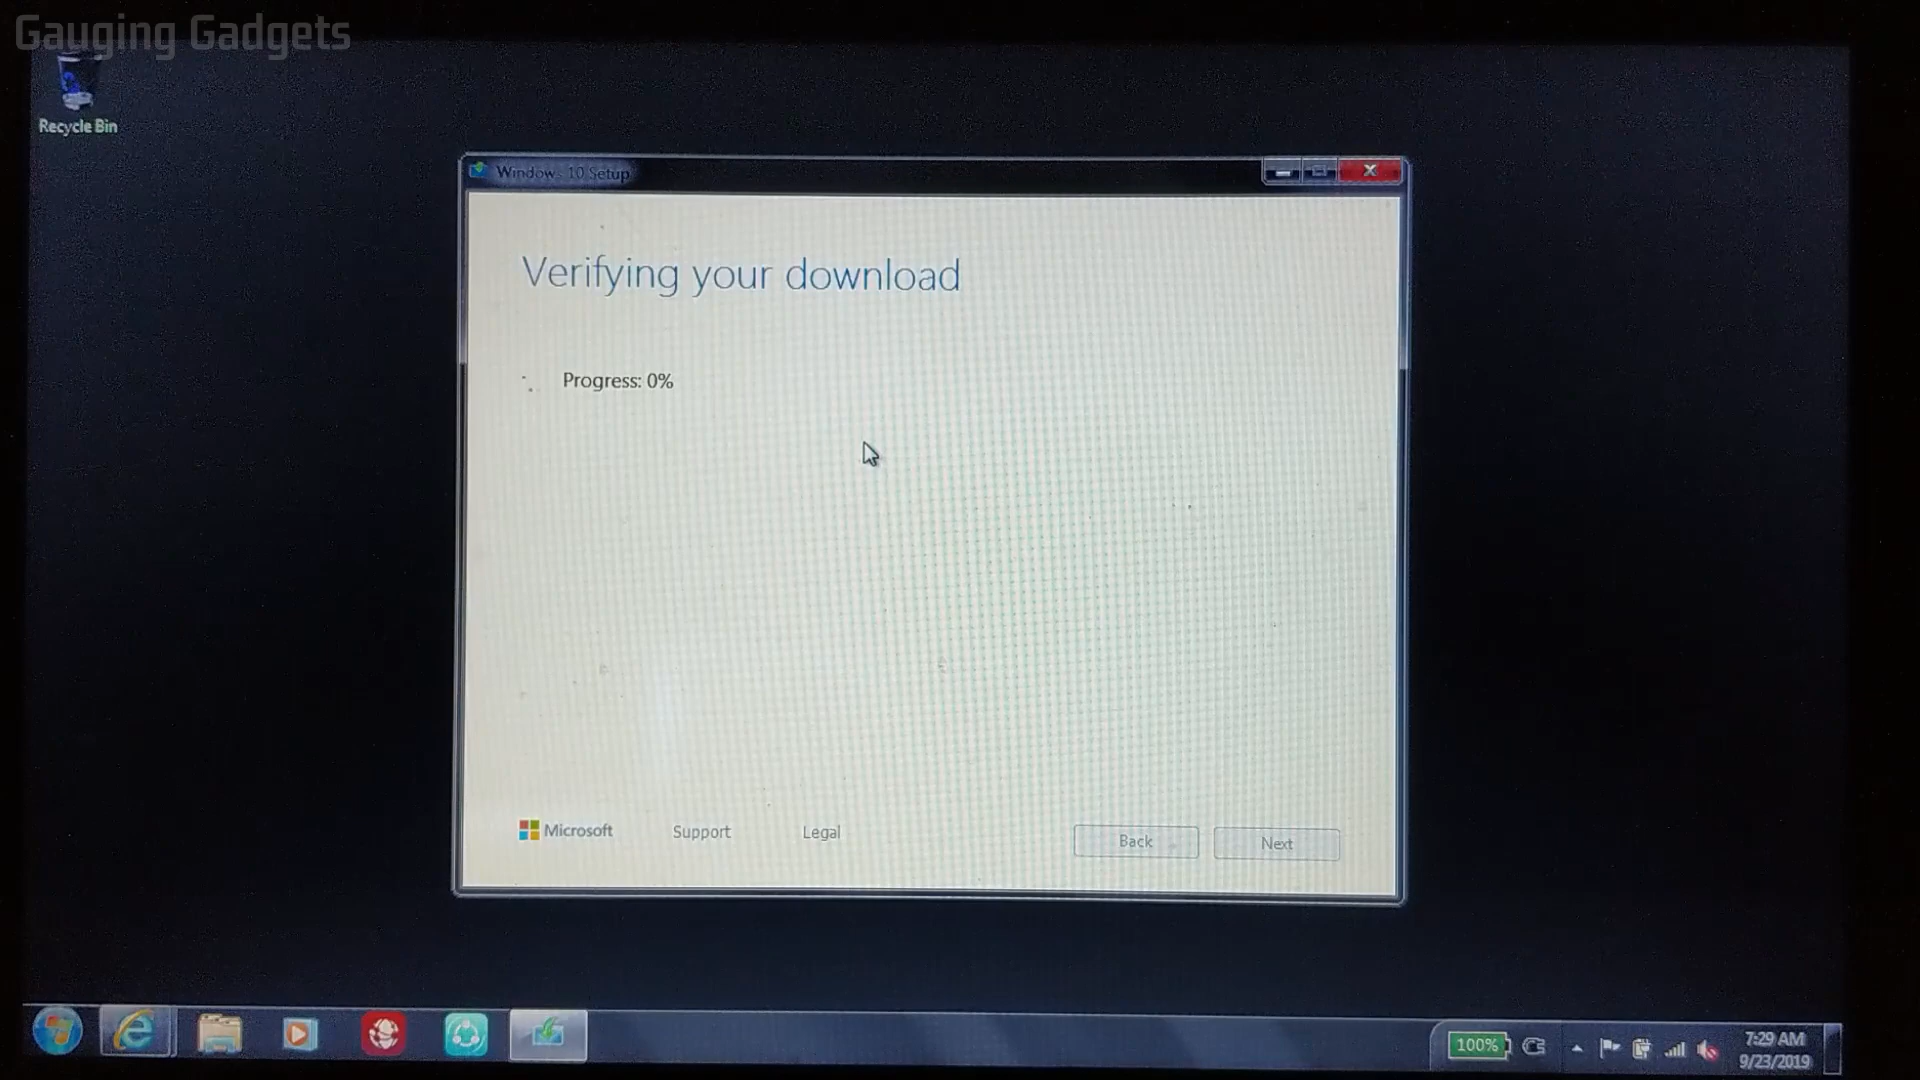 Gauging Gadgets
Recycle Bin
Windows 10 Setup
Verifying your download
Progress: 0%
Microsoft
Support
Legal
Back
Next
100%
7:29 AM
9/23/2019